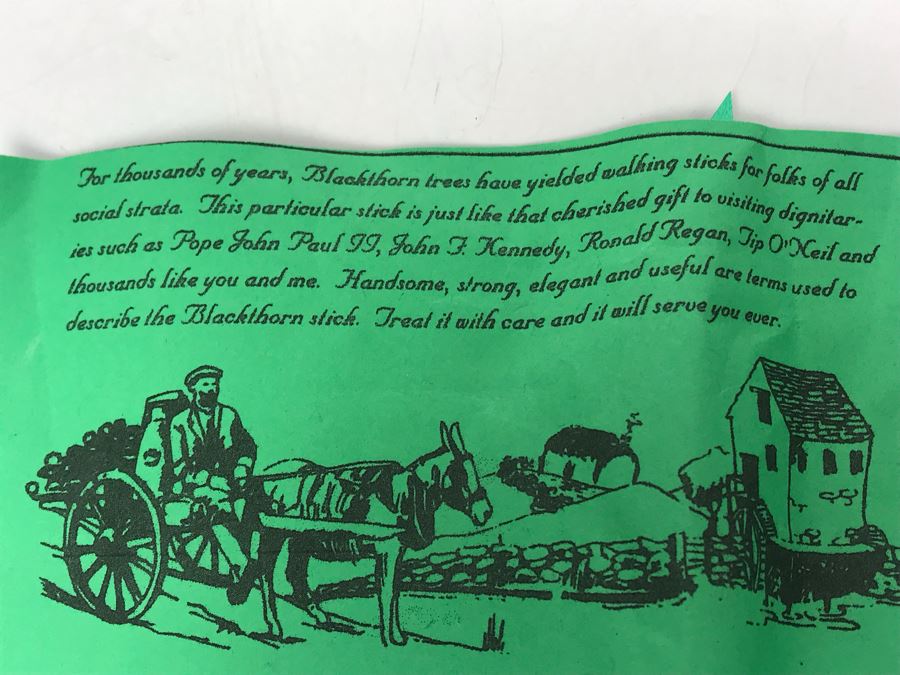 For thousands of years, Blackthorn trees have yielded walking sticks for folks of all
social strata. This particular stick is just like that cherished gift to visiting dignitar-
ies such as Pope John Paul II, John F. Kennedy, Ronald Regan, Tip O'Neil and
thousands like you and me. Handsome, strong, elegant and useful are terms used to
describe the Blackthorn stick. Treat it with care and it will serve you ever.